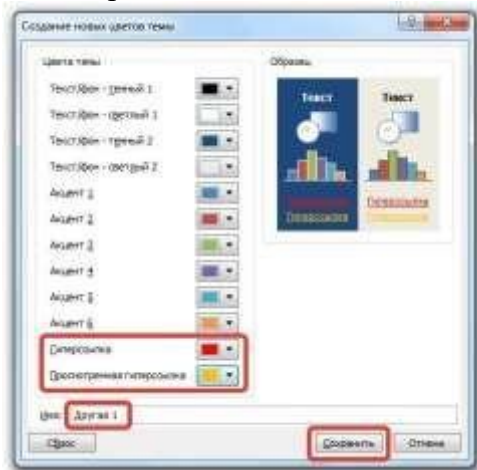 Создание новых цветов темы
Цвета темы
Образец
Текст/фон - темный 1
Текст/фон - светлый 1
Текст/фон - темный 2
Текст/фон - светлый 2
Акцент 1
Акцент 2
Акцент 3
Акцент 4
Акцент 5
Акцент 6
Гиперссылка
Просмотренная гиперссылка
Текст
Текст
Гиперссылка
Гиперссылка
Гиперссылка
Имя: Другая 1
Сброс
Сохранить
Отмена